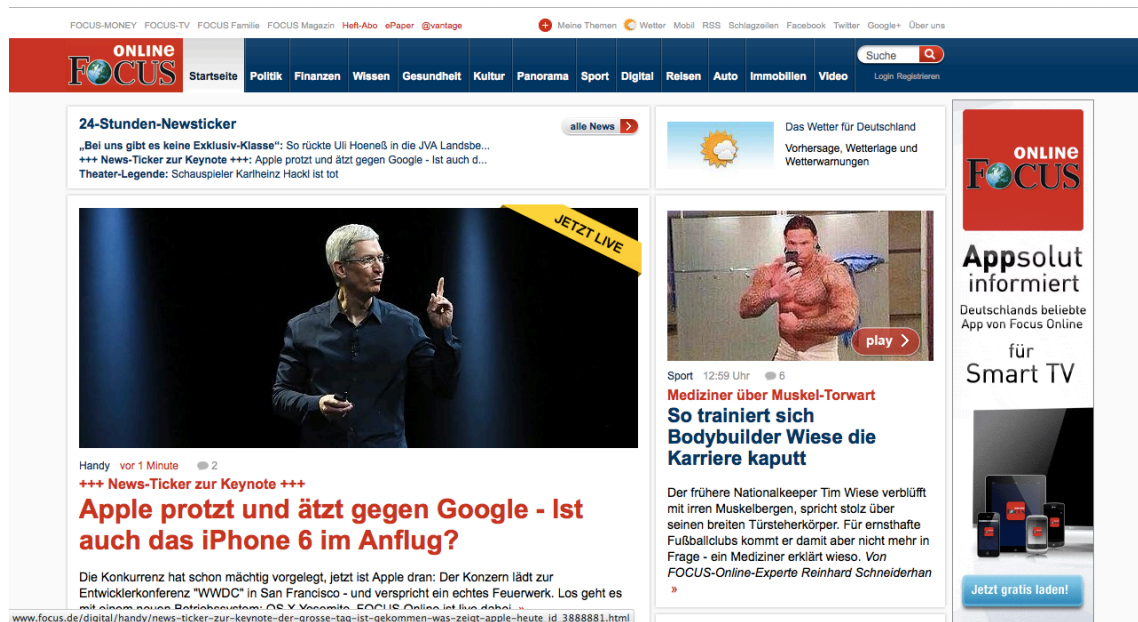 FOCUS-MONEY FOCUS-TV FOCUS Familie FOCUS Magazin Heft-Abo ePaper @vantage
Meine Themen Wetter Mobil RSS Schlagzeilen Facebook Twitter Google+ Über uns
ONLINE
FOCUS
Startseite Politik Finanzen Wissen Gesundheit Kultur Panorama Sport Digital Reisen Auto Immobilien Video
Suche
Login Registrieren
24-Stunden-Newsticker
alle News
„Bei uns gibt es keine Exklusiv-Klasse“: So rückte Uli Hoeneß in die JVA Landsbe...
+++ News-Ticker zur Keynote +++: Apple protzt und ätzt gegen Google - Ist auch d...
Theater-Legende: Schauspieler Karlheinz Hackl ist tot
Das Wetter für Deutschland
Vorhersage, Wetterlage und
Wetterwarnungen
JETZT LIVE
Handy vor 1 Minute 2
+++ News-Ticker zur Keynote +++
Apple protzt und ätzt gegen Google - Ist
auch das iPhone 6 im Anflug?
Die Konkurrenz hat schon mächtig vorgelegt, jetzt ist Apple dran: Der Konzern lädt zur
Entwicklerkonferenz "WWDC" in San Francisco - und verspricht ein echtes Feuerwerk. Los geht es
mit einem neuen Betriebssystem: OS X Yosemite. FOCUS Online ist live dabei. »
www.focus.de/digital/handy/news-ticker-zur-keynote-der-grosse-tag-ist-gekommen-was-zeigt-apple-heute_id_3888881.html
play
Sport 12:59 Uhr 6
Mediziner über Muskel-Torwart
So trainiert sich
Bodybuilder Wiese die
Karriere kaputt
Der frühere Nationalkeeper Tim Wiese verblüfft
mit irren Muskelbergen, spricht stolz über
seinen breiten Türsteherkörper. Für ernsthafte
Fußballclubs kommt er damit aber nicht mehr in
Frage - ein Mediziner erklärt wieso. Von
FOCUS-Online-Experte Reinhard Schneiderhan
»
ONLINE
FOCUS
Appsolut
informiert
Deutschlands beliebte
App von Focus Online
für
Smart TV
Jetzt gratis laden!